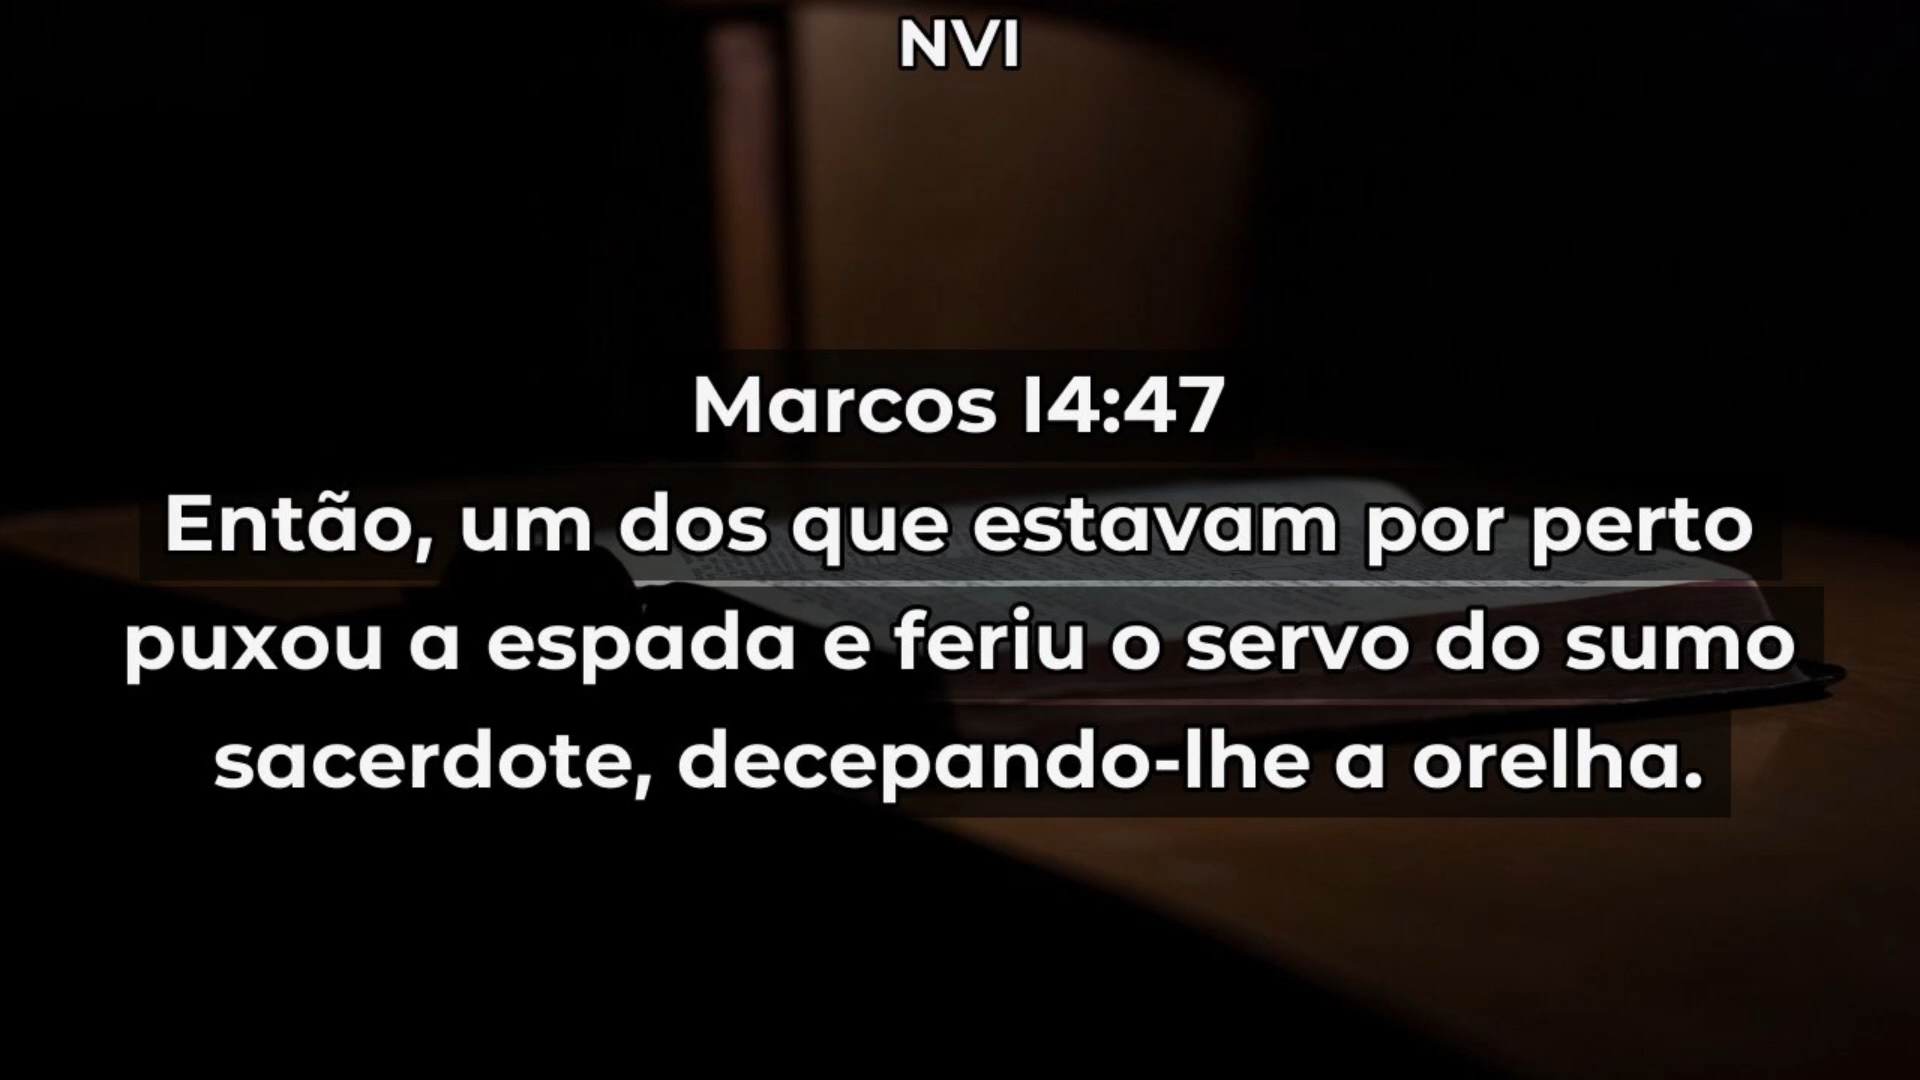 NVI
Marcos 14:47
Então, um dos que estavam por perto
puxou a espada e feriu o servo do sumo
sacerdote, decepando-lhe a orelha.